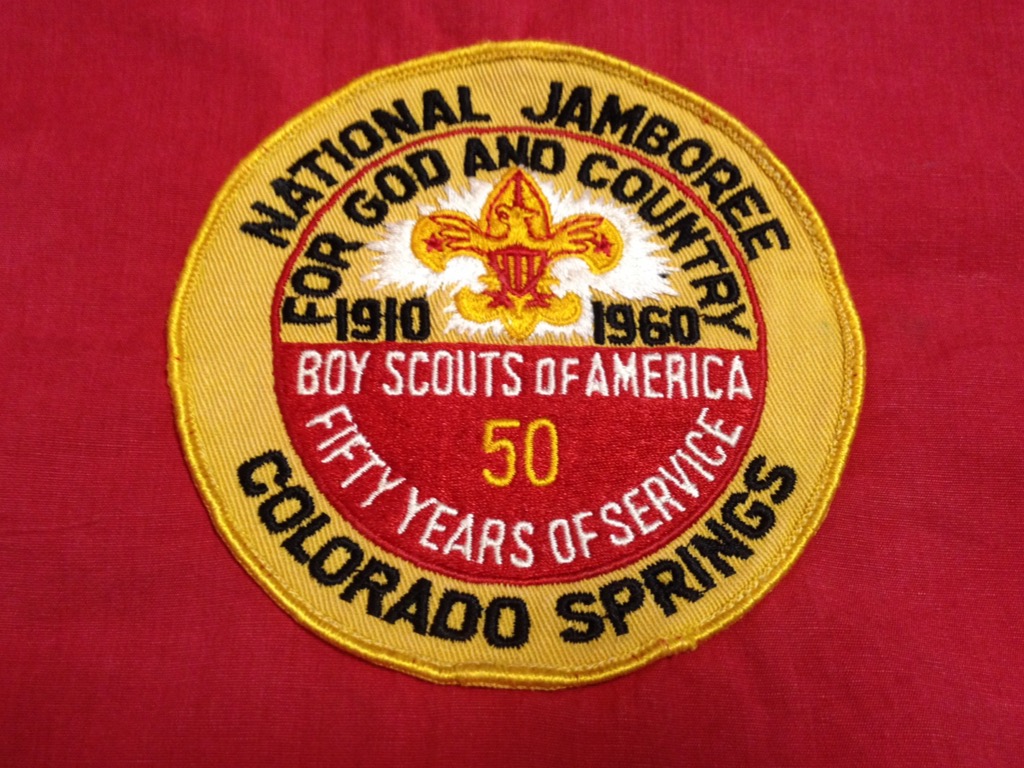 NATIONAL JAMBOREE
FOR GOD AND COUNTRY
1910 1960
BOY SCOUTS OF AMERICA
50
FIFTY YEARS OF SERVICE
COLORADO SPRINGS